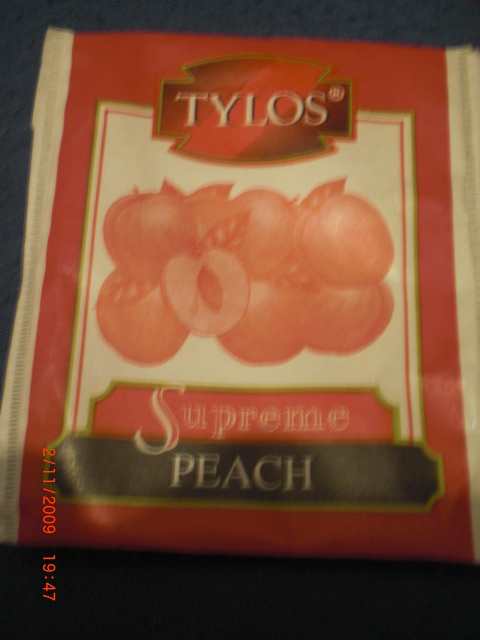 TYLOS®
Supreme
PEACH
2/11/2009 19:47